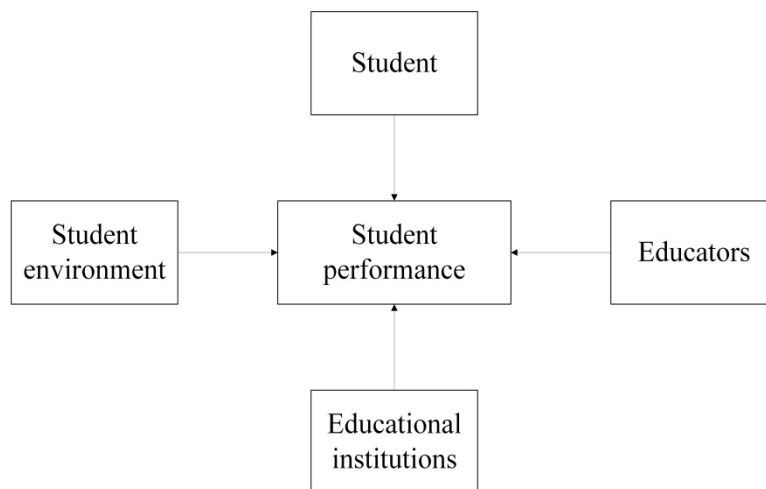 Student
Student
environment
Student
performance
Educators
Educational
institutions